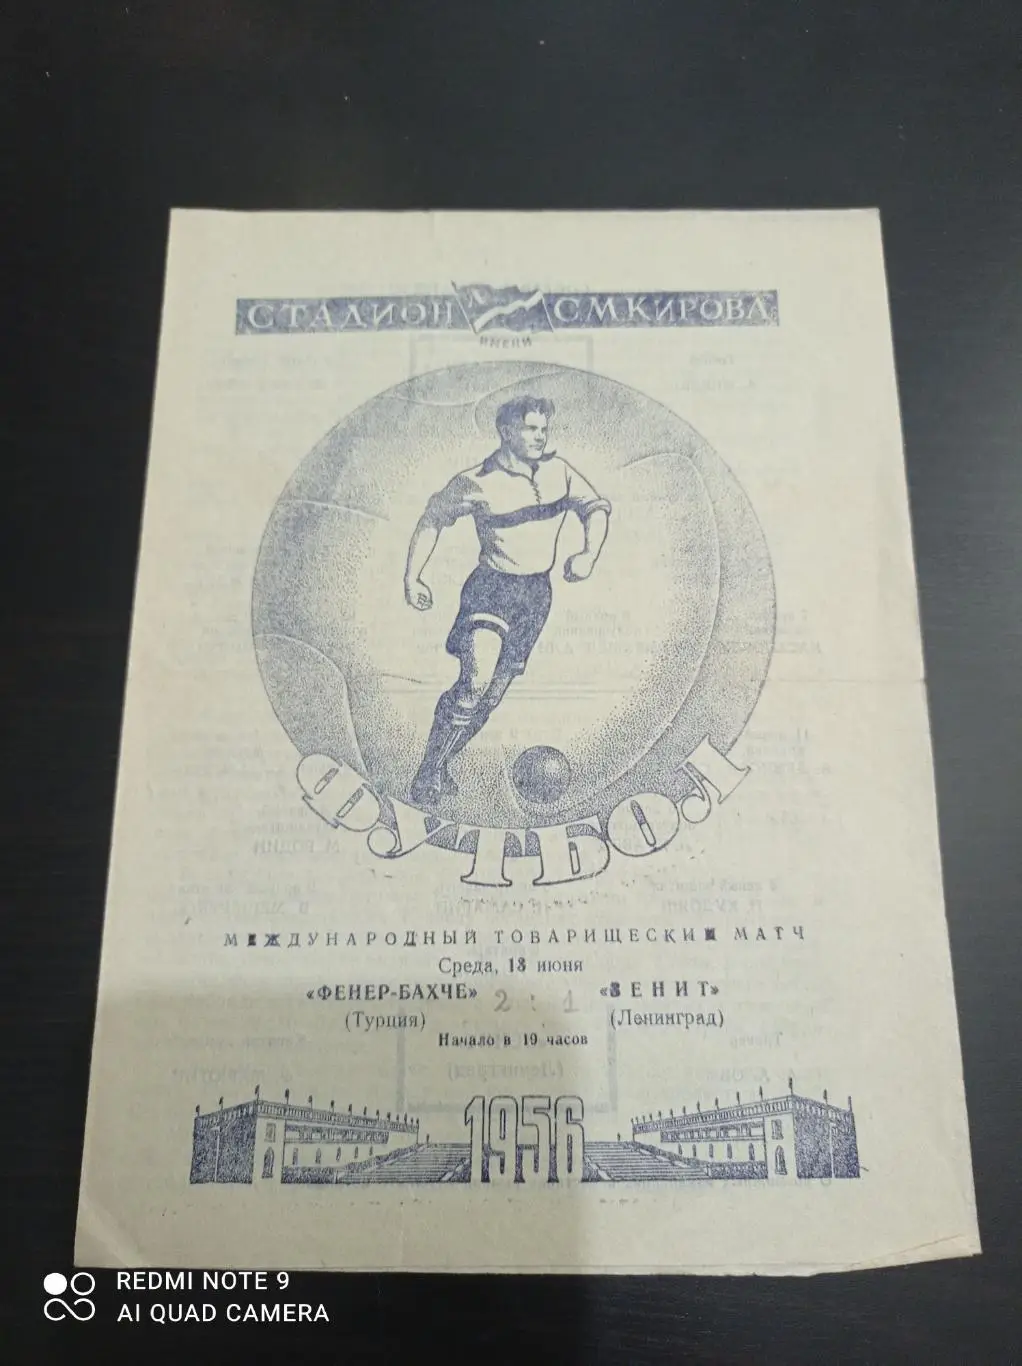 СТАДИОН С.М.КИРОВА
ИМЕНИ
ФУТБОЛ
МЕЖДУНАРОДНЫЙ ТОВАРИЩЕСКИЙ МАТЧ
Среда, 13 июня
«ФЕНЕР-БАХЧЕ» 2 : 1 «ЗЕНИТ»
(Турция) (Ленинград)
Начало в 19 часов
1956
REDMI NOTE 9
AI QUAD CAMERA